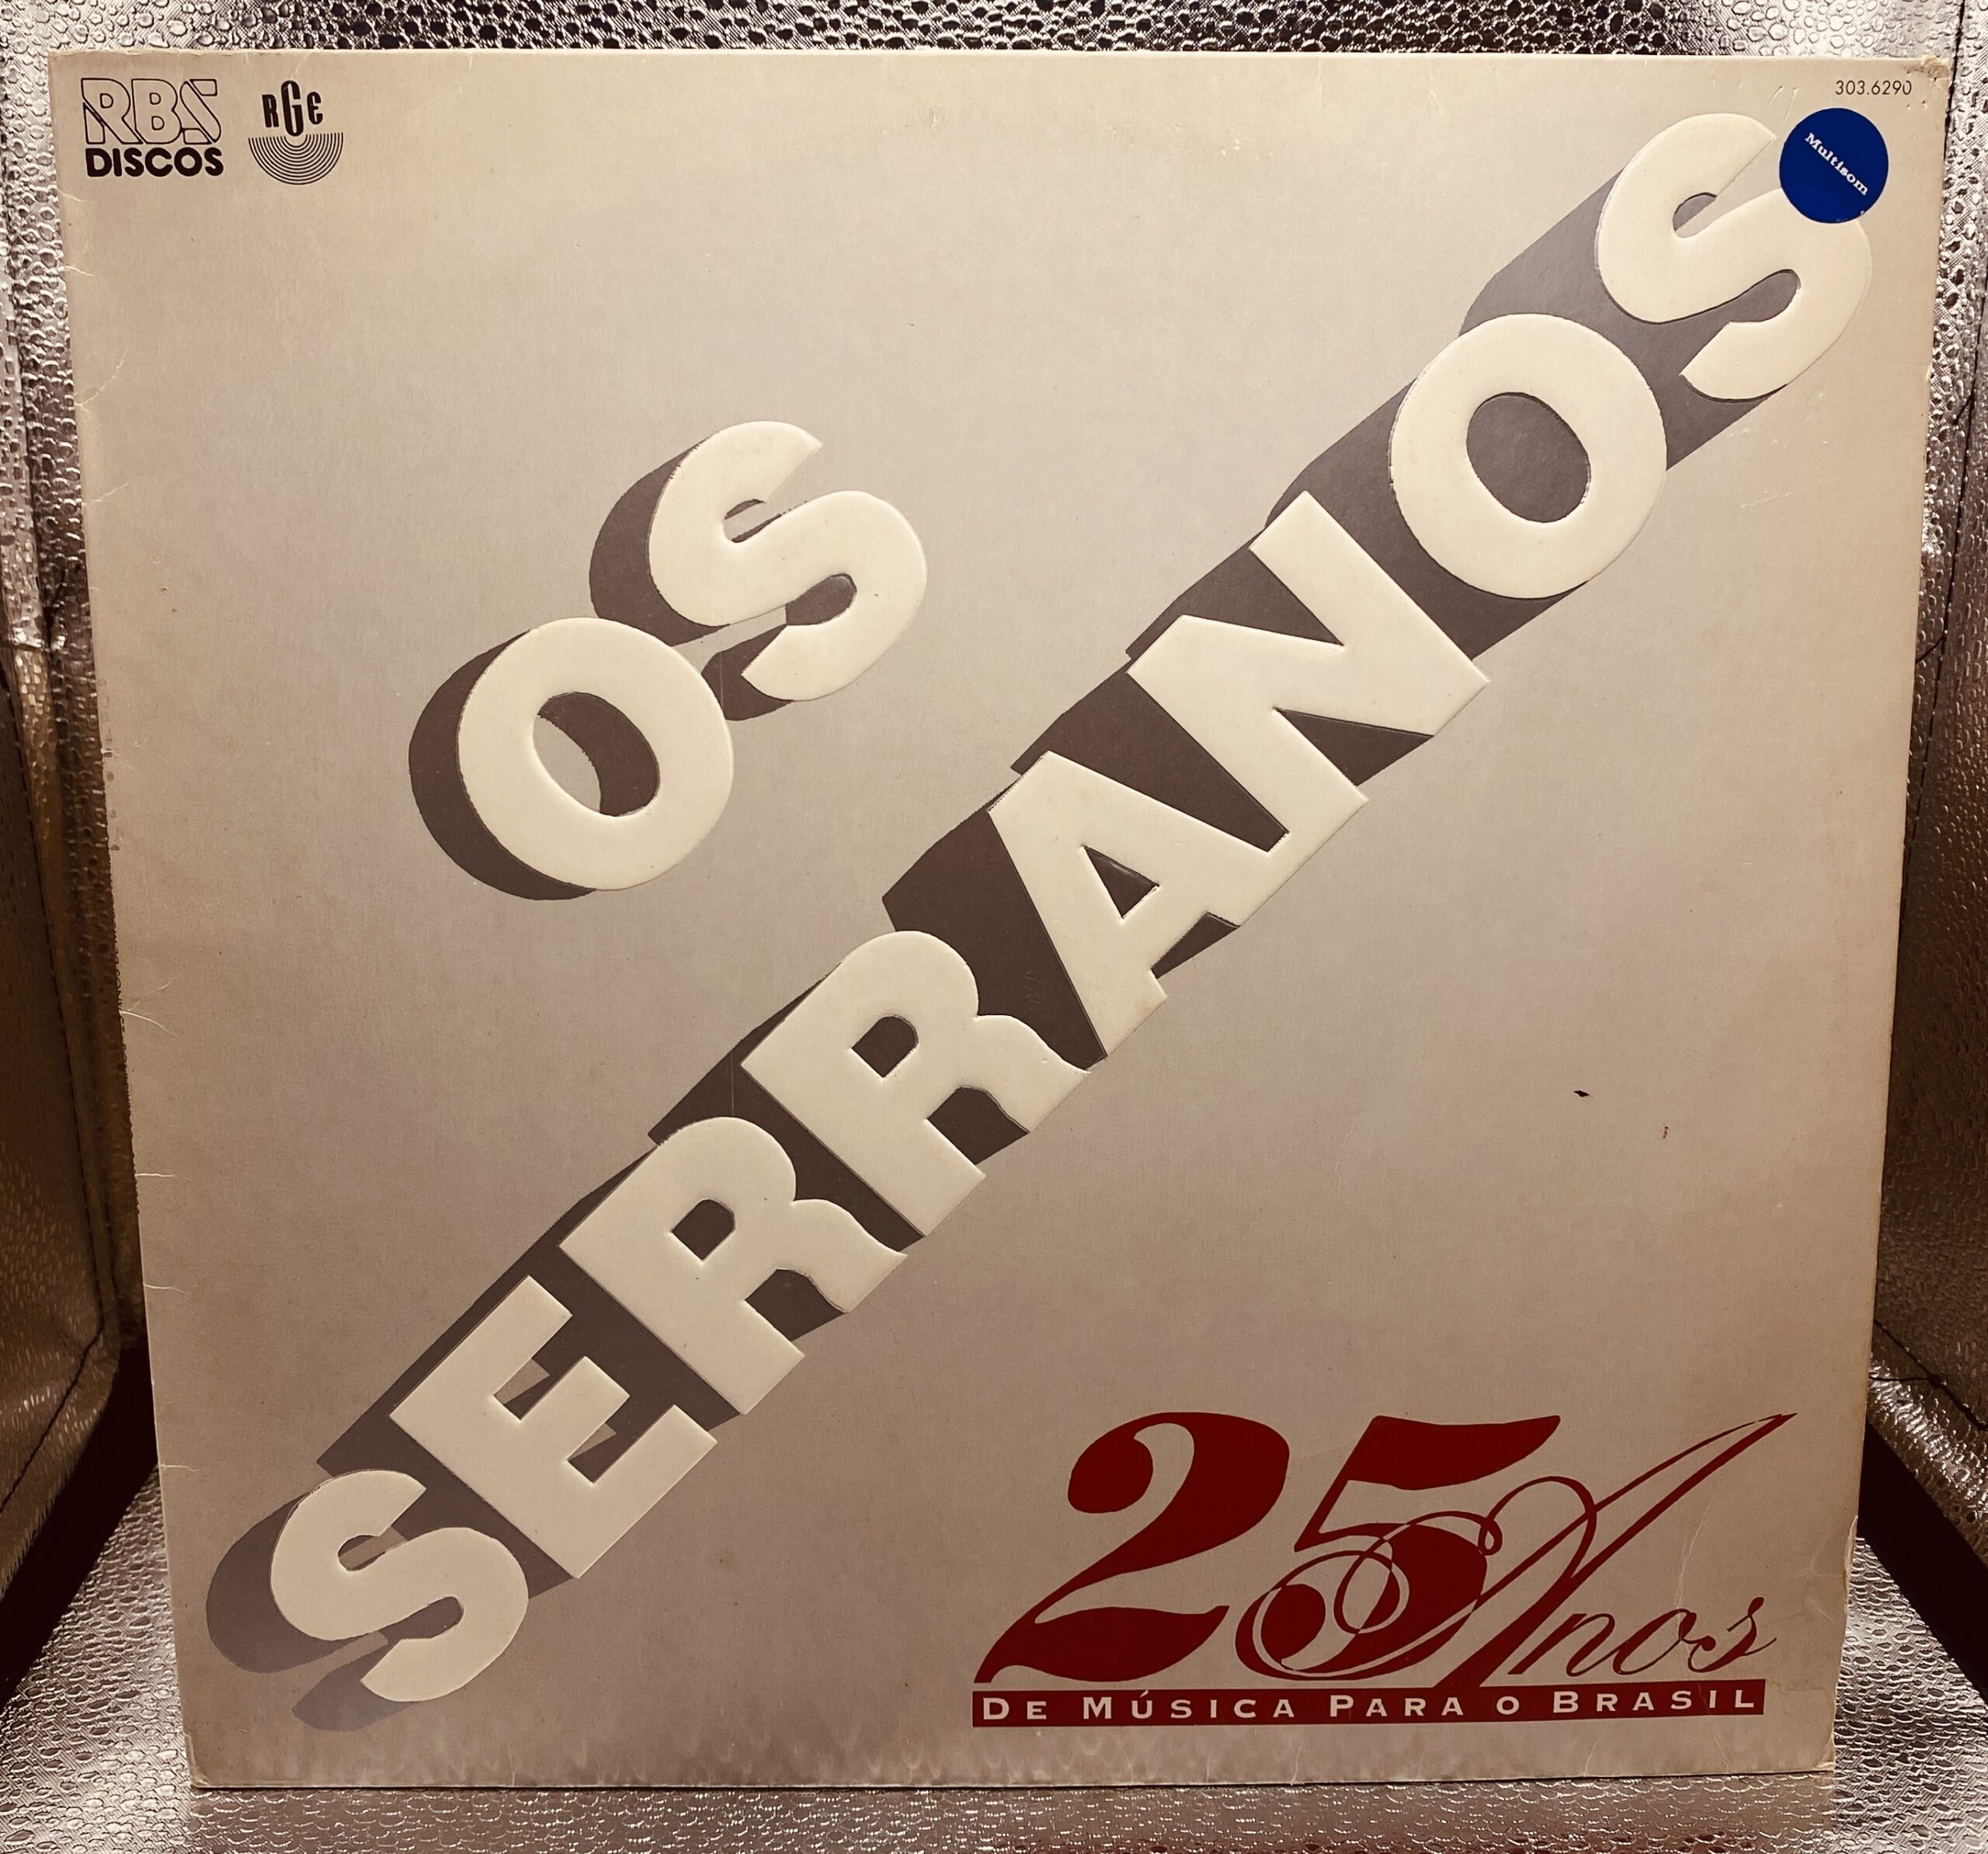 RBS
DISCOS
RGE
303.6290
Multisom
OS
SERRANOS
25 Anos
DE MÚSICA PARA O BRASIL